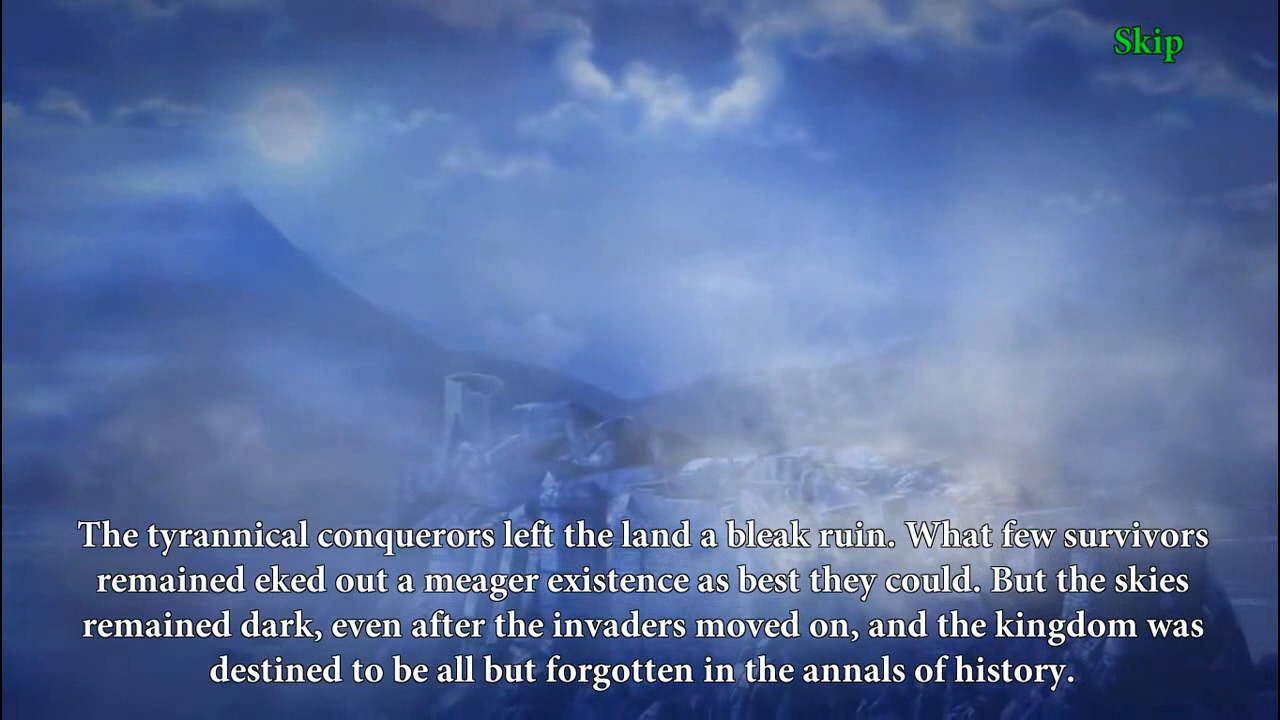 Skip
The tyrannical conquerors left the land a bleak ruin. What few survivors
remained eked out a meager existence as best they could. But the skies
remained dark, even after the invaders moved on, and the kingdom was
destined to be all but forgotten in the annals of history.